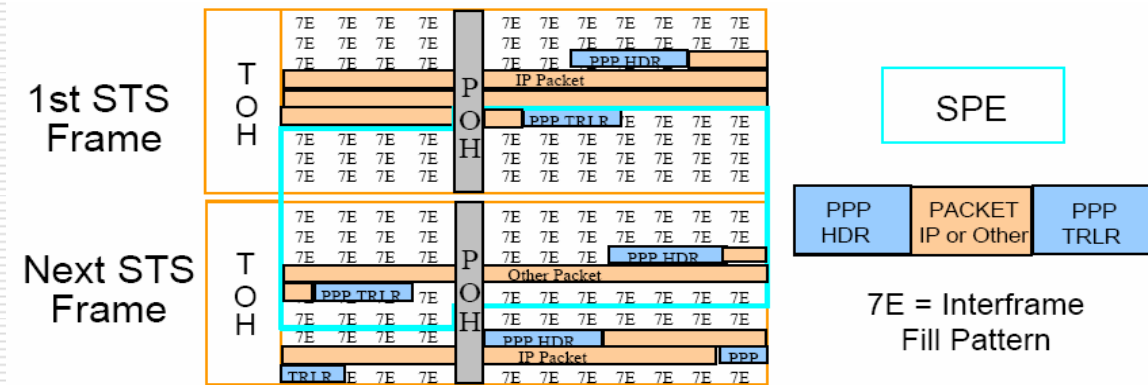 1st STS
Frame
T
O
H
7E 7E 7E 7E 7E 7E 7E 7E 7E 7E 7E
7E 7E 7E 7E 7E 7E 7E 7E 7E 7E 7E
7E 7E 7E 7E 7E 7E PPP HDR
IP Packet
P
O
H
PPP TRLR E 7E 7E 7E
7E 7E 7E 7E 7E 7E 7E 7E 7E 7E 7E
7E 7E 7E 7E 7E 7E 7E 7E 7E 7E 7E
7E 7E 7E 7E 7E 7E 7E 7E 7E 7E 7E
Next STS
Frame
T
O
H
7E 7E 7E 7E 7E 7E 7E 7E 7E 7E 7E
7E 7E 7E 7E 7E 7E 7E 7E 7E 7E 7E
7E 7E 7E 7E 7E 7E 7E PPP HDR
Other Packet
P
O
H
PPP TRLR 7E 7E 7E 7E 7E 7E 7E 7E
7E 7E 7E 7E 7E 7E 7E 7E 7E 7E 7E
7E 7E 7E 7E PPP HDR
IP Packet PPP
TRLR E 7E 7E 7E 7E 7E 7E 7E 7E 7E
SPE
PPP
HDR
PACKET
IP or Other
PPP
TRLR
7E = Interframe
Fill Pattern